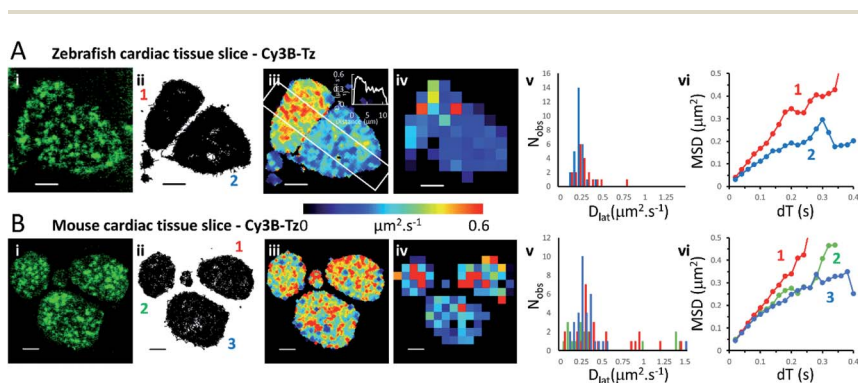 A Zebrafish cardiac tissue slice - Cy3B-Tz
i ii iii iv v vi
1
2
0.6
0
0 5 10
Distance (μm)
16
14
12
10
8
6
4
2
0
N_obs
0 0.25 0.5 0.75 1 1.25
D_lat(μm².s⁻¹)
0.5
0.4
0.3
0.2
0.1
0
MSD (μm²)
1
2
0 0.1 0.2 0.3 0.4
dT (s)
0 μm².s⁻¹ 0.6
B Mouse cardiac tissue slice - Cy3B-Tz
i ii iii iv v vi
1
2
3
12
10
8
6
4
2
0
N_obs
0 0.25 0.5 0.75 1 1.25 1.5
D_lat(μm².s⁻¹)
0.5
0.4
0.3
0.2
0.1
0
MSD (μm²)
1
2
3
0 0.1 0.2 0.3 0.4
dT (s)